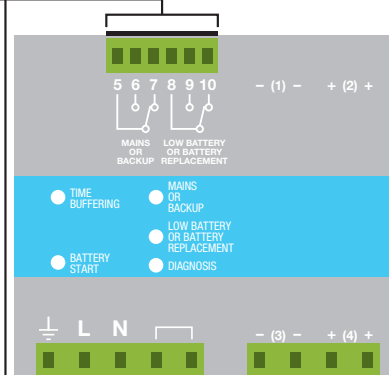 5 6 7 8 9 10
– (1) – + (2) +
MAINS
OR
BACKUP
LOW BATTERY
OR BATTERY
REPLACEMENT
TIME
BUFFERING
MAINS
OR
BACKUP
LOW BATTERY
OR BATTERY
REPLACEMENT
BATTERY
START
DIAGNOSIS
L N
– (3) – + (4) +